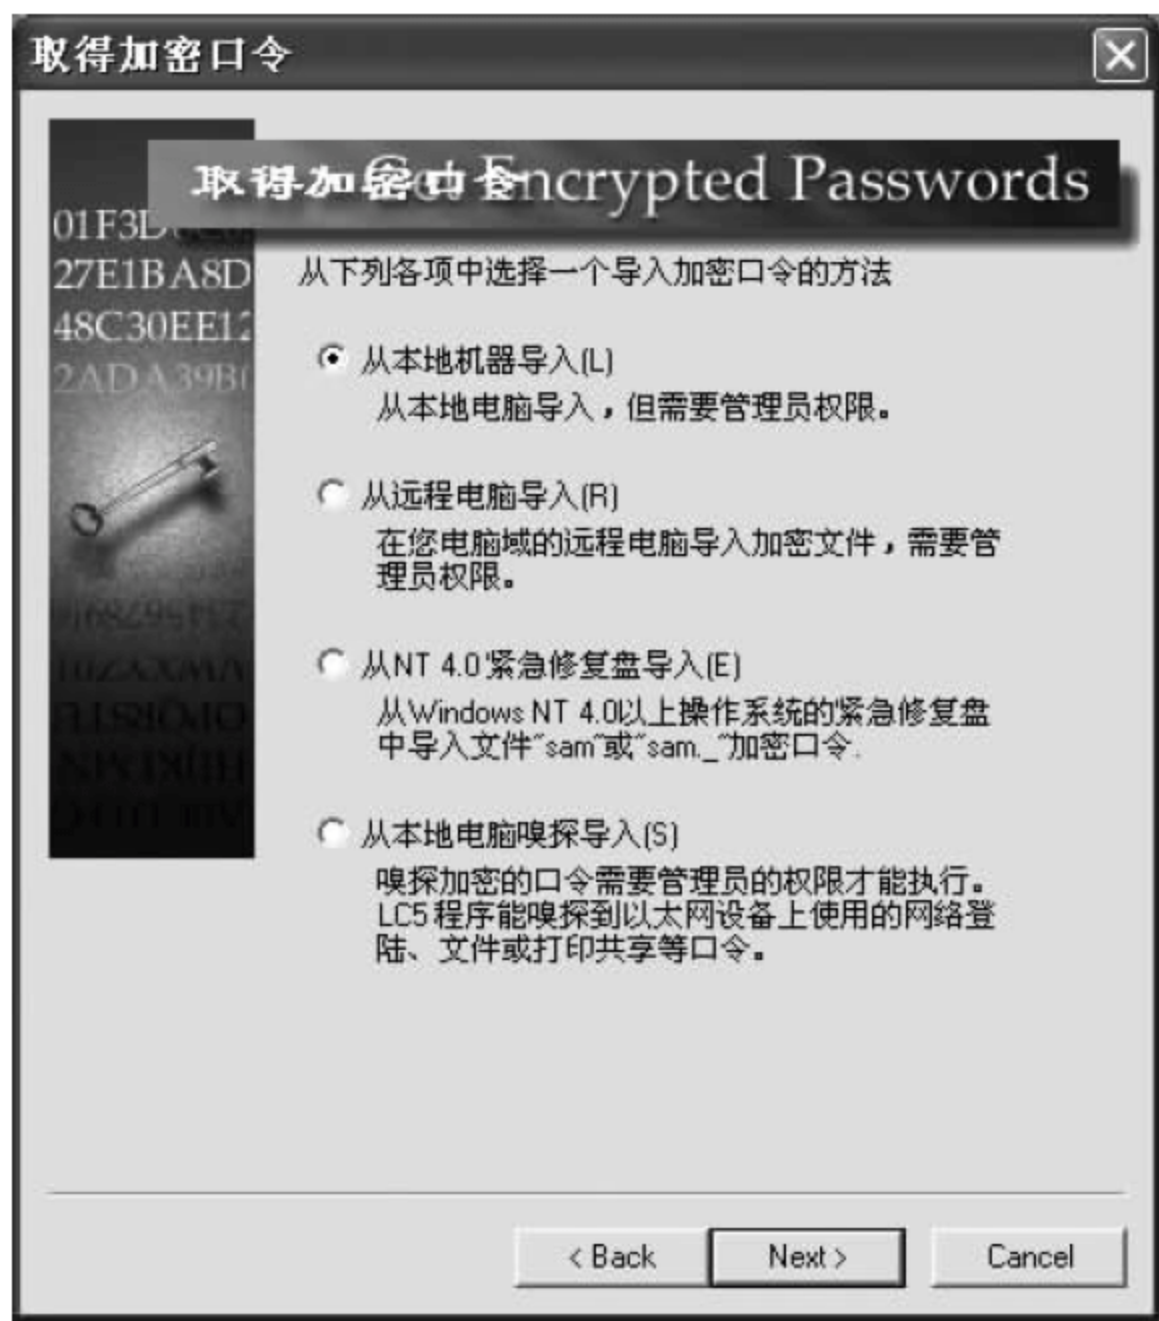 取得加密口令
取得加密口令
Get Encrypted Passwords
01F3D
27E1BA8D
48C30EE12
2ADA39B
从下列各项中选择一个导入加密口令的方法
从本地机器导入(L)
从本地电脑导入，但需要管理员权限。
从远程电脑导入(R)
在您电脑域的远程电脑导入加密文件，需要管
理员权限。
从NT 4.0紧急修复盘导入(E)
从Windows NT 4.0以上操作系统的紧急修复盘
中导入文件"sam"或"sam._"加密口令.
从本地电脑嗅探导入(S)
嗅探加密的口令需要管理员的权限才能执行。
LC5程序能嗅探到以太网设备上使用的网络登
陆、文件或打印共享等口令。
< Back
Next >
Cancel